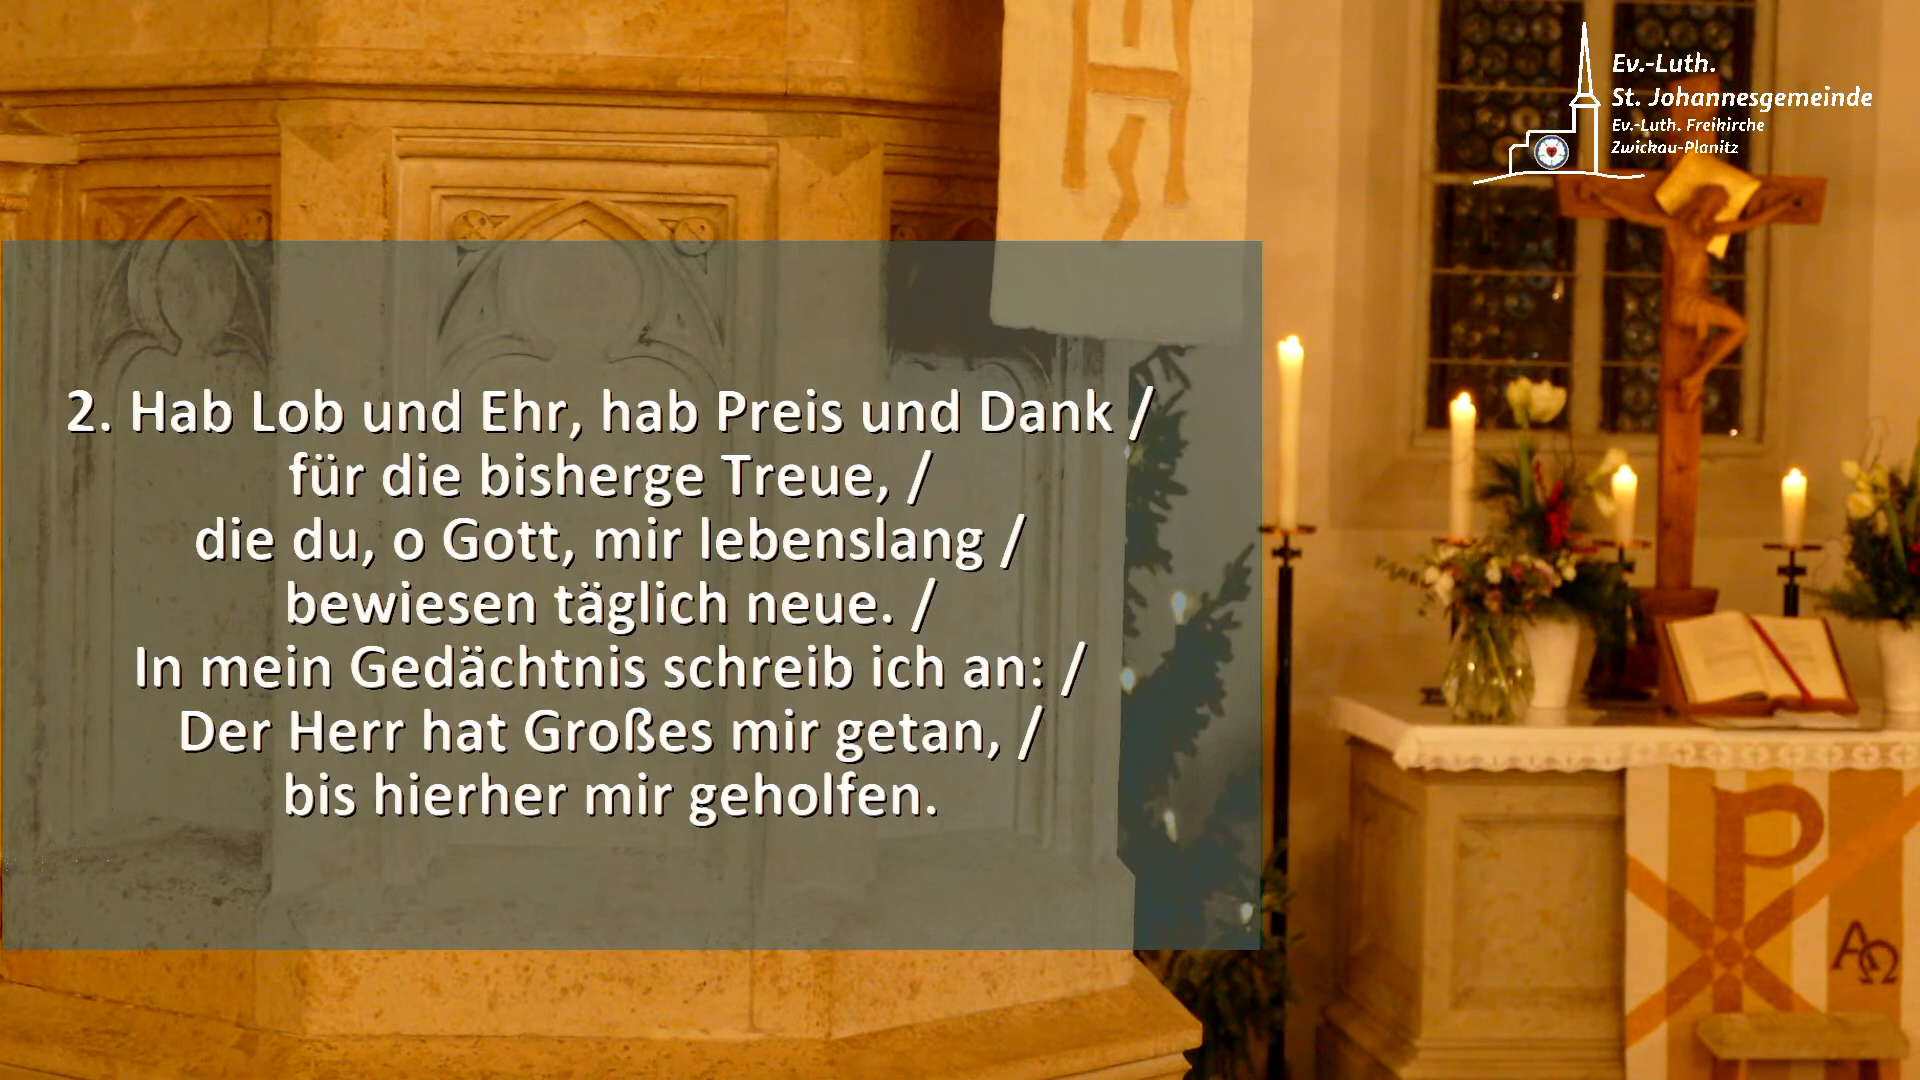 Ev.-Luth.
St. Johannesgemeinde
Ev.-Luth. Freikirche
Zwickau-Planitz
2. Hab Lob und Ehr, hab Preis und Dank /
für die bisherge Treue, /
die du, o Gott, mir lebenslang /
bewiesen täglich neue. /
In mein Gedächtnis schreib ich an: /
Der Herr hat Großes mir getan, /
bis hierher mir geholfen.
ΑΩ